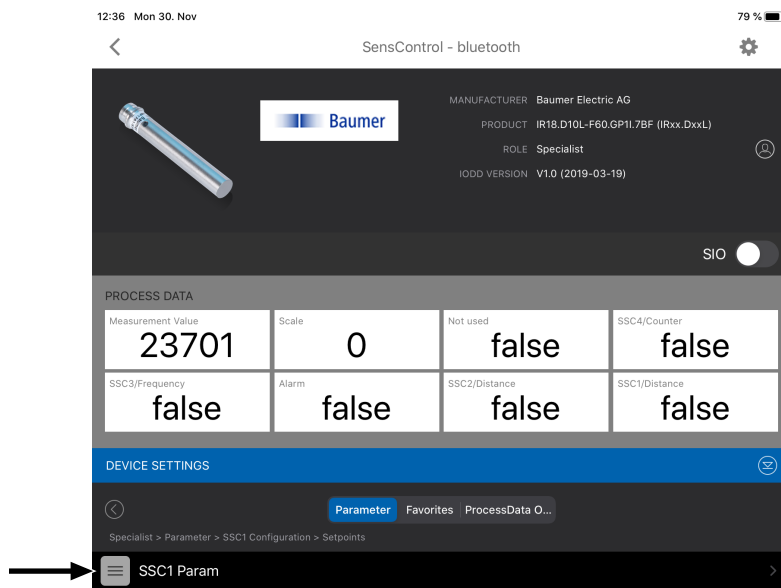 12:36 Mon 30. Nov 79 %
SensControl - bluetooth
Baumer
MANUFACTURER Baumer Electric AG
PRODUCT IR18.D10L-F60.GP1I.7BF (IRxx.DxxL)
ROLE Specialist
IODD VERSION V1.0 (2019-03-19)
SIO
PROCESS DATA
Measurement Value Scale Not used SSC4/Counter
23701 0 false false
SSC3/Frequency Alarm SSC2/Distance SSC1/Distance
false false false false
DEVICE SETTINGS
Parameter Favorites ProcessData O...
Specialist > Parameter > SSC1 Configuration > Setpoints
SSC1 Param